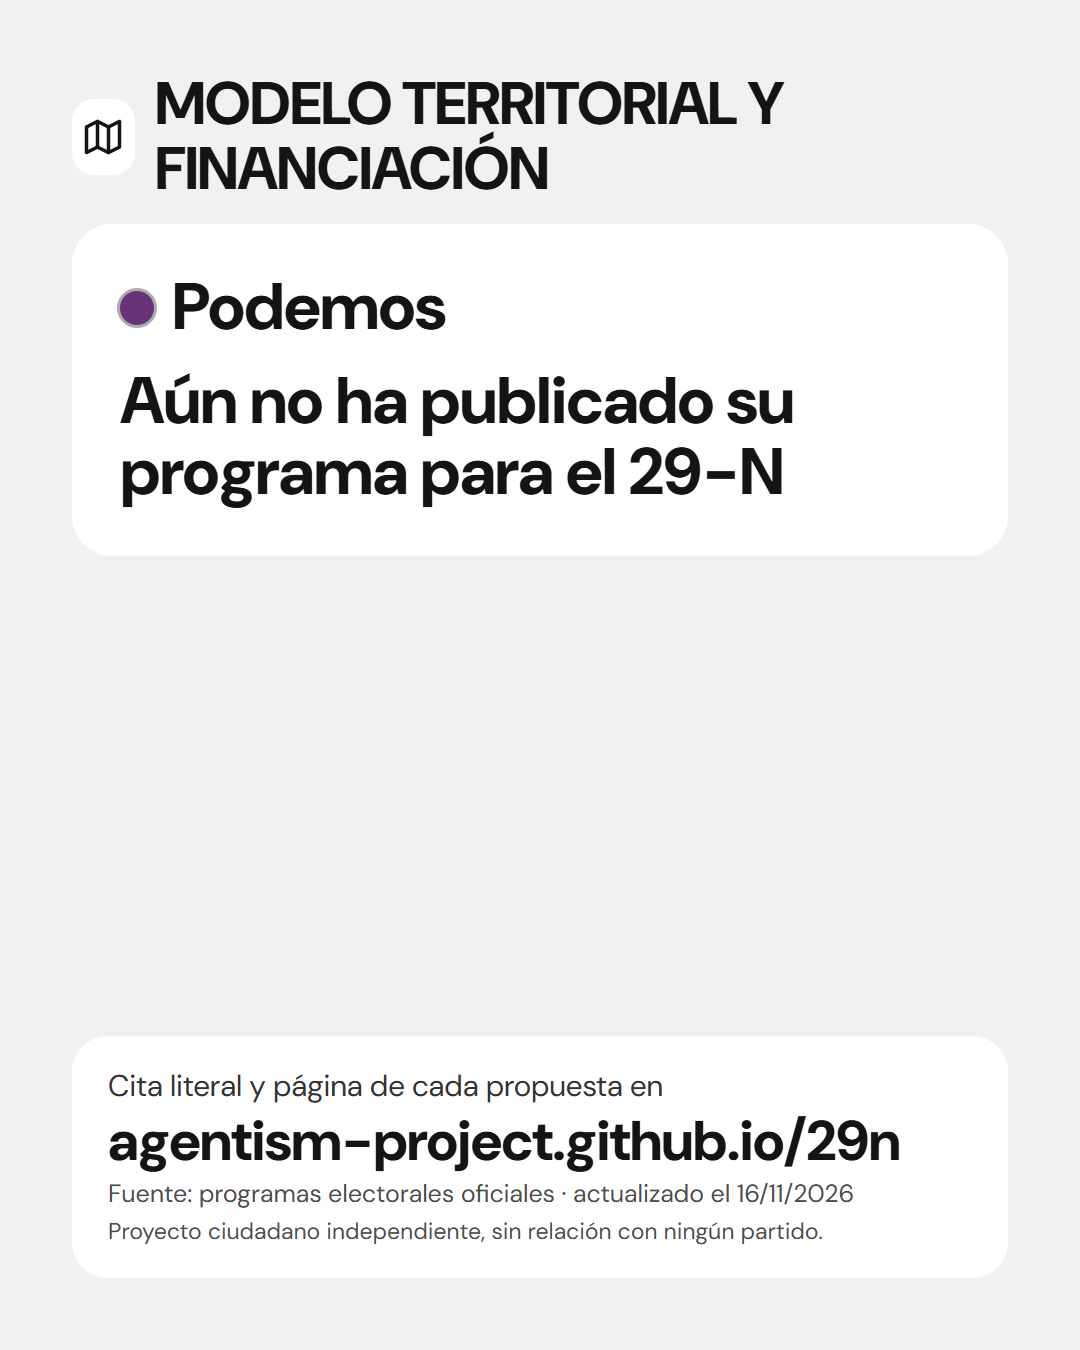 MODELO TERRITORIAL Y
FINANCIACIÓN
Podemos
Aún no ha publicado su
programa para el 29-N
Cita literal y página de cada propuesta en
agentism-project.github.io/29n
Fuente: programas electorales oficiales · actualizado el 16/11/2026
Proyecto ciudadano independiente, sin relación con ningún partido.